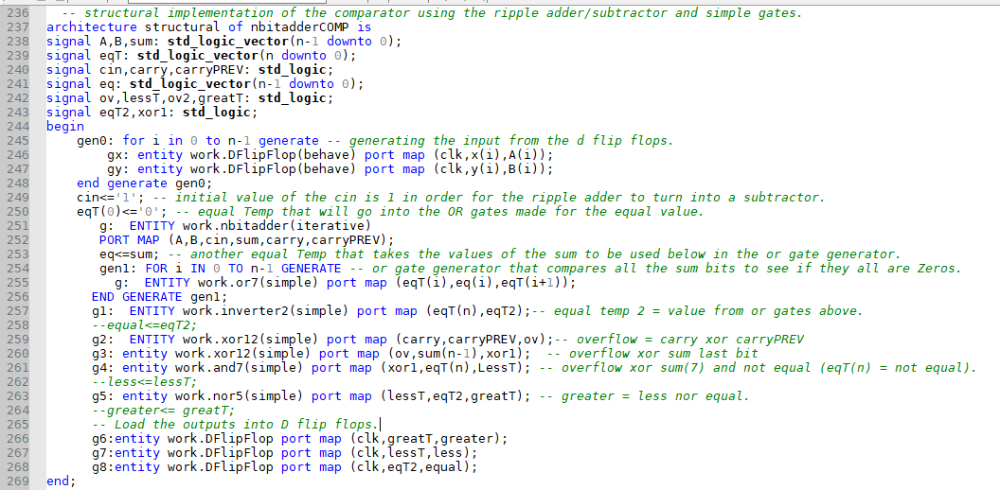 236 -- structural implementation of the comparator using the ripple adder/subtractor and simple gates.
237 architecture structural of nbitadderCOMP is
238 signal A,B,sum: std_logic_vector(n-1 downto 0);
239 signal eqT: std_logic_vector(n downto 0);
240 signal cin,carry,carryPREV: std_logic;
241 signal eq: std_logic_vector(n-1 downto 0);
242 signal ov,lessT,ov2,greatT: std_logic;
243 signal eqT2,xor1: std_logic;
244 begin
245 gen0: for i in 0 to n-1 generate -- generating the input from the d flip flops.
246 gx: entity work.DFlipFlop(behave) port map (clk,x(i),A(i));
247 gy: entity work.DFlipFlop(behave) port map (clk,y(i),B(i));
248 end generate gen0;
249 cin<='1'; -- initial value of the cin is 1 in order for the ripple adder to turn into a subtractor.
250 eqT(0)<='0'; -- equal Temp that will go into the OR gates made for the equal value.
251 g: ENTITY work.nbitadder(iterative)
252 PORT MAP (A,B,cin,sum,carry,carryPREV);
253 eq<=sum; -- another equal Temp that takes the values of the sum to be used below in the or gate generator.
254 gen1: FOR i IN 0 TO n-1 GENERATE -- or gate generator that compares all the sum bits to see if they all are Zeros.
255 g: ENTITY work.or7(simple) port map (eqT(i),eq(i),eqT(i+1));
256 END GENERATE gen1;
257 g1: ENTITY work.inverter2(simple) port map (eqT(n),eqT2);-- equal temp 2 = value from or gates above.
258 --equal<=eqT2;
259 g2: ENTITY work.xor12(simple) port map (carry,carryPREV,ov);-- overflow = carry xor carryPREV
260 g3: entity work.xor12(simple) port map (ov,sum(n-1),xor1); -- overflow xor sum last bit
261 g4: entity work.and7(simple) port map (xor1,eqT(n),LessT); -- overflow xor sum(7) and not equal (eqT(n) = not equal).
262 --less<=lessT;
263 g5: entity work.nor5(simple) port map (lessT,eqT2,greatT); -- greater = less nor equal.
264 --greater<= greatT;
265 -- Load the outputs into D flip flops.
266 g6:entity work.DFlipFlop port map (clk,greatT,greater);
267 g7:entity work.DFlipFlop port map (clk,lessT,less);
268 g8:entity work.DFlipFlop port map (clk,eqT2,equal);
269 end;